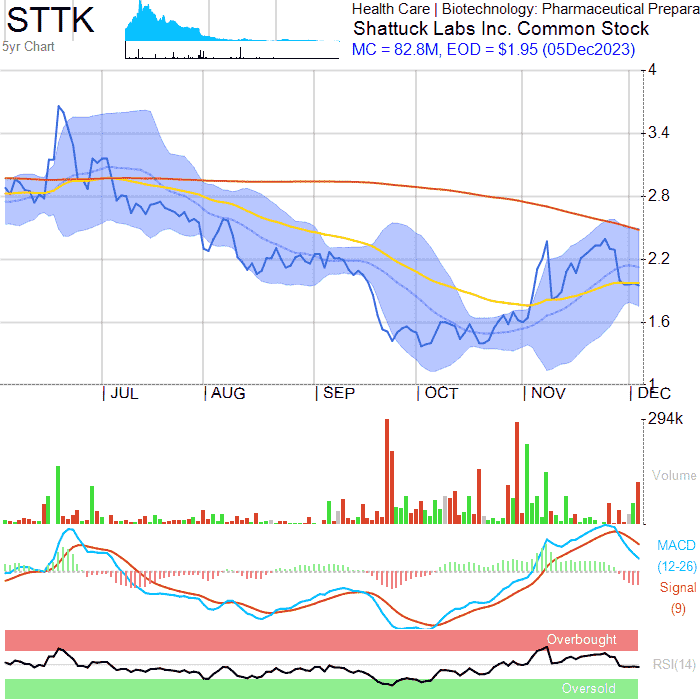 STTK
5yr Chart
Health Care | Biotechnology: Pharmaceutical Prepara
Shattuck Labs Inc. Common Stock
MC = 82.8M, EOD = $1.95 (05Dec2023)
4
3.4
2.8
2.2
1.6
1
JUL
AUG
SEP
OCT
NOV
DEC
294k
Volume
MACD
(12-26)
Signal
(9)
Overbought
RSI(14)
Oversold